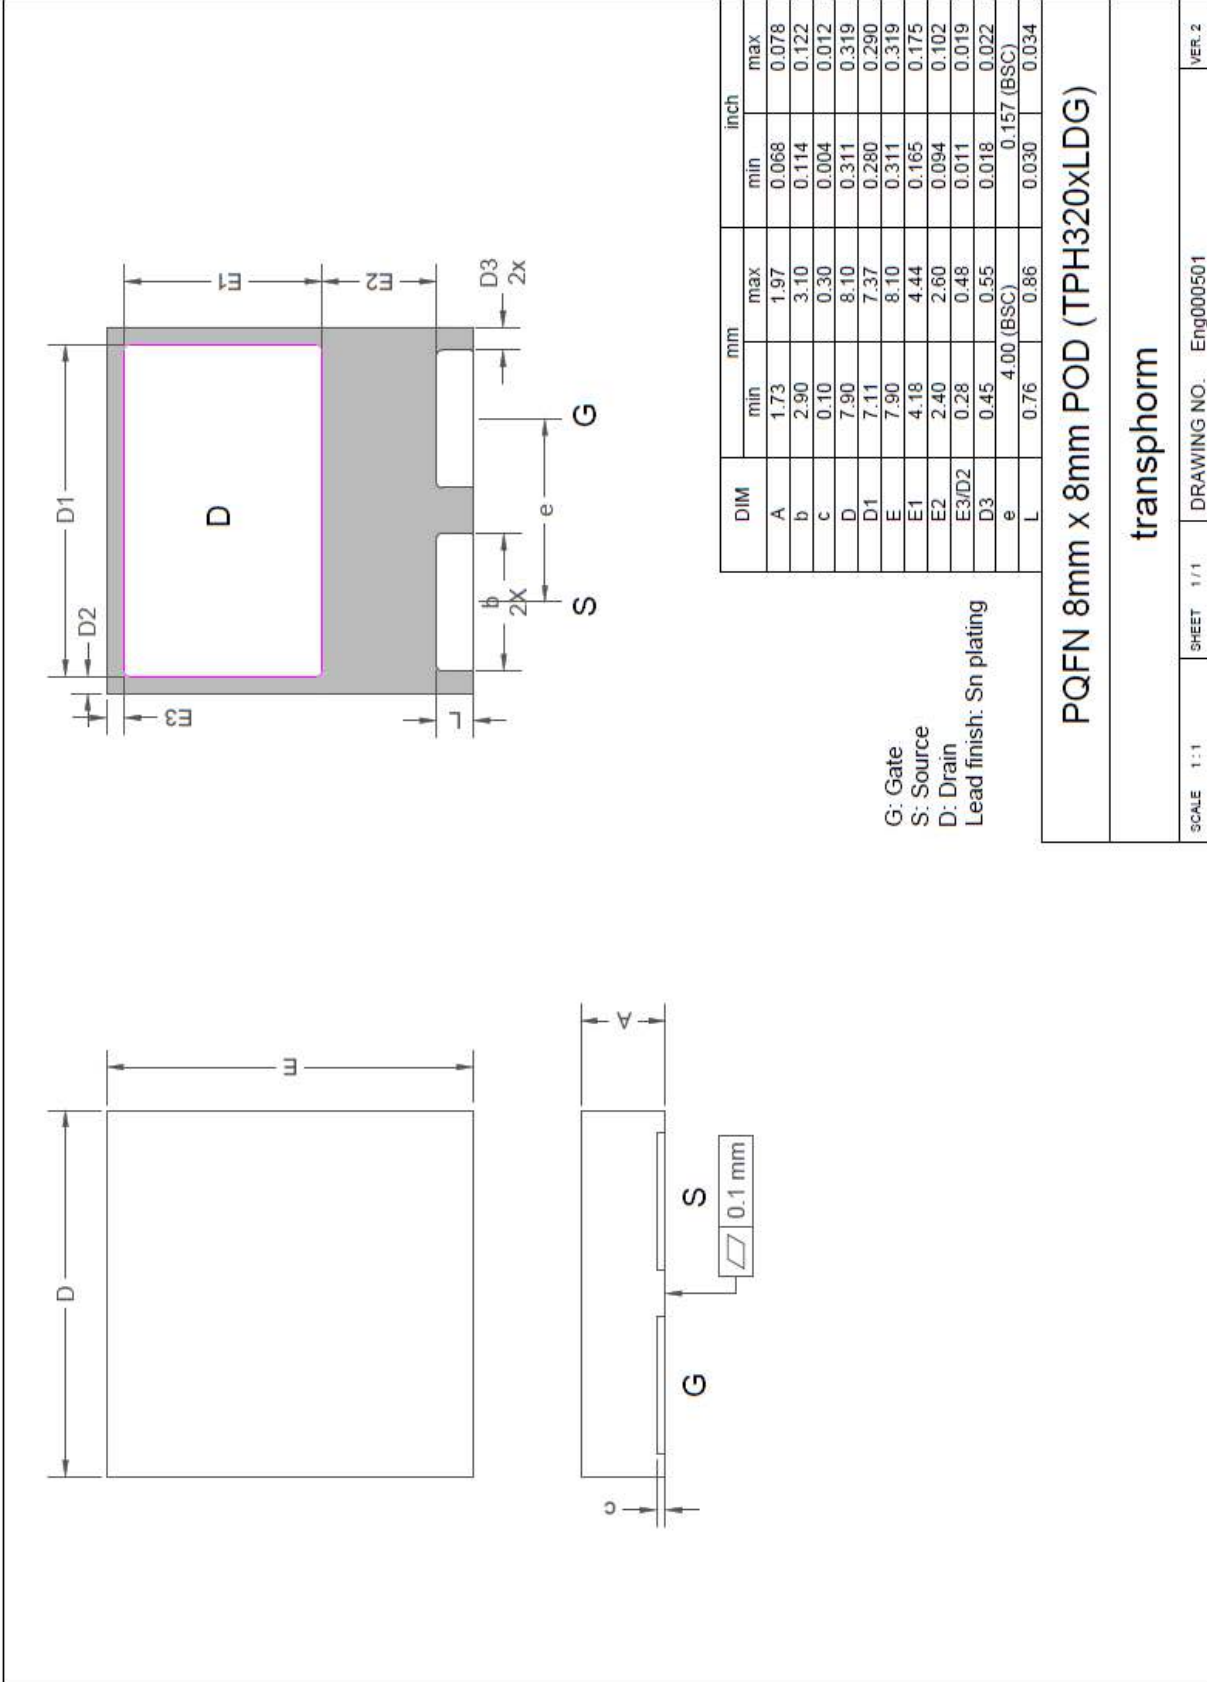 D
E
A
c
G S
0.1 mm
D1
D2
E3
E1
D
E2
L
D3
2x
b
2X
e
S G
G: Gate
S: Source
D: Drain
Lead finish: Sn plating
DIM mm inch
min max min max
A 1.73 1.97 0.068 0.078
b 2.90 3.10 0.114 0.122
c 0.10 0.30 0.004 0.012
D 7.90 8.10 0.311 0.319
D1 7.11 7.37 0.280 0.290
E 7.90 8.10 0.311 0.319
E1 4.18 4.44 0.165 0.175
E2 2.40 2.60 0.094 0.102
E3/D2 0.28 0.48 0.011 0.019
D3 0.45 0.55 0.018 0.022
e 4.00 (BSC) 0.157 (BSC)
L 0.76 0.86 0.030 0.034
PQFN 8mm x 8mm POD (TPH320xLDG)
transphorm
SCALE 1:1 SHEET 1/1 DRAWING NO. Eng000501 VER. 2